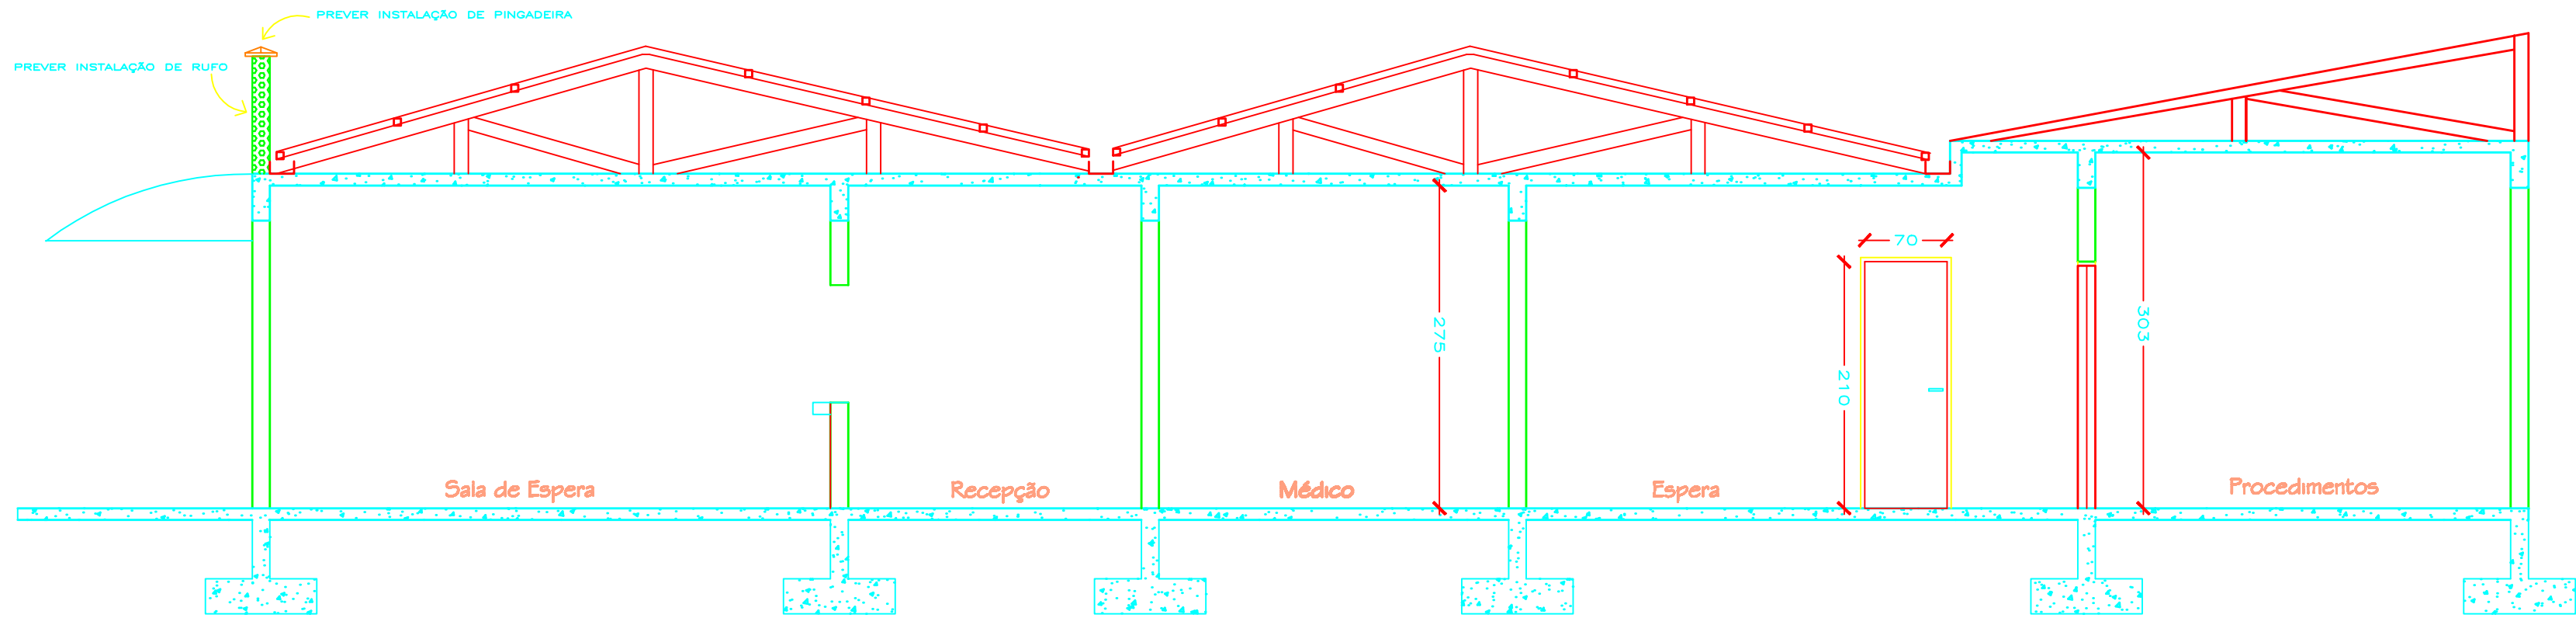 PREVER INSTALAÇÃO DE PINGADEIRA
PREVER INSTALAÇÃO DE RUFO
70
275
303
210
Sala de Espera
Recepção
Médico
Espera
Procedimentos